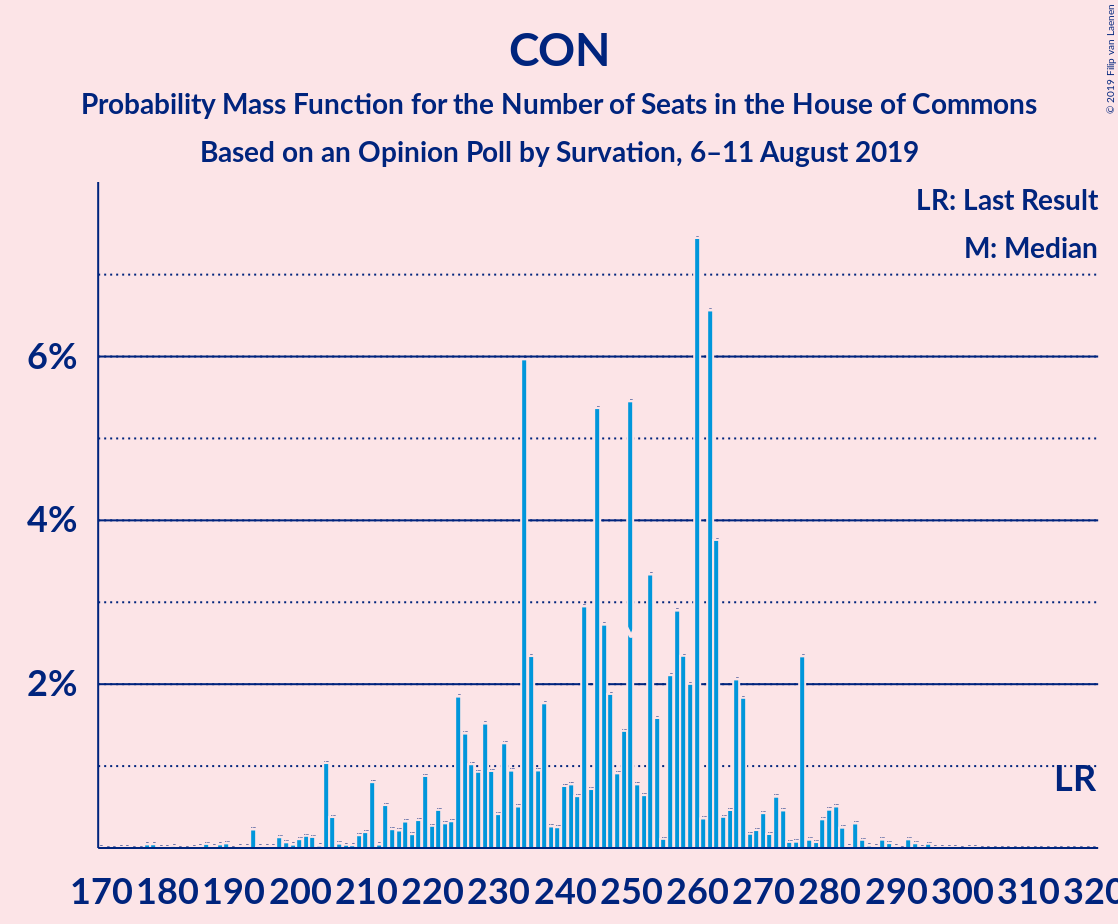 CON
Probability Mass Function for the Number of Seats in the House of Commons
Based on an Opinion Poll by Survation, 6–11 August 2019
© 2019 Filip van Laenen
LR: Last Result
M: Median
6%
4%
2%
LR
170 180 190 200 210 220 230 240 250 260 270 280 290 300 310 320